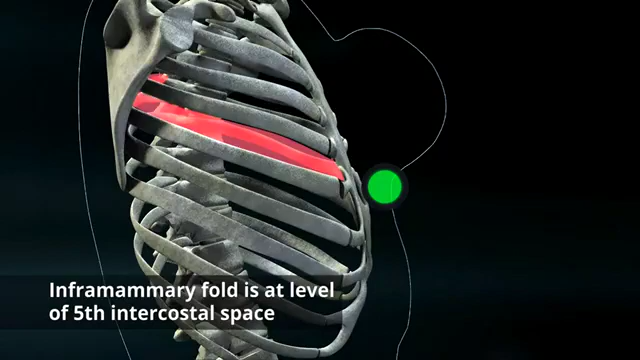 Inframammary fold is at level
of 5th intercostal space